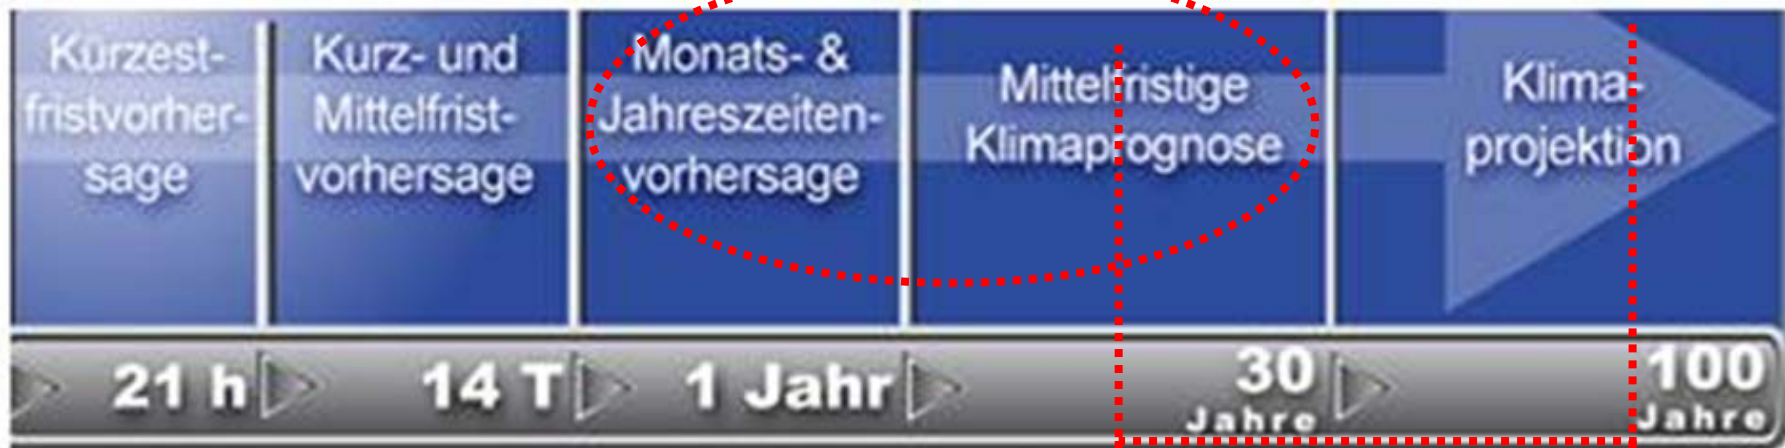 Kürzest-
fristvorher-
sage
Kurz- und
Mittelfrist-
vorhersage
Monats- &
Jahreszeiten-
vorhersage
Mittelfristige
Klimaprognose
Klima-
projektion
21 h
14 T
1 Jahr
30
Jahre
100
Jahre